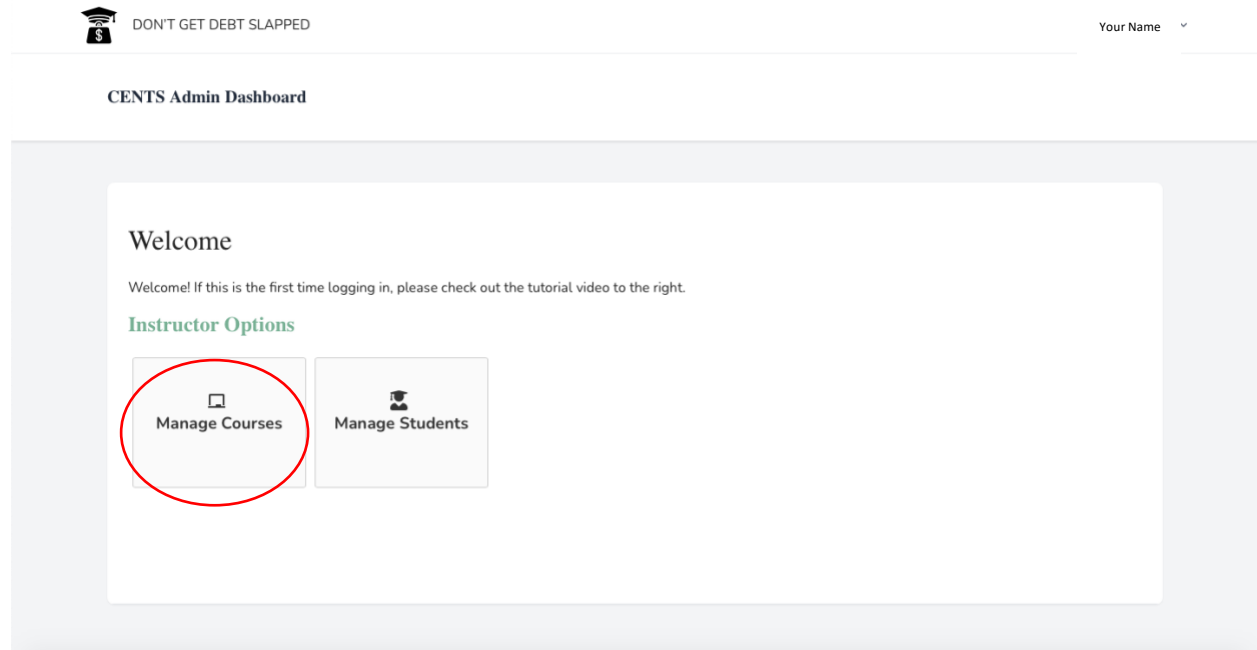 $
DON'T GET DEBT SLAPPED
Your Name
CENTS Admin Dashboard
Welcome
Welcome! If this is the first time logging in, please check out the tutorial video to the right.
Instructor Options
Manage Courses
Manage Students